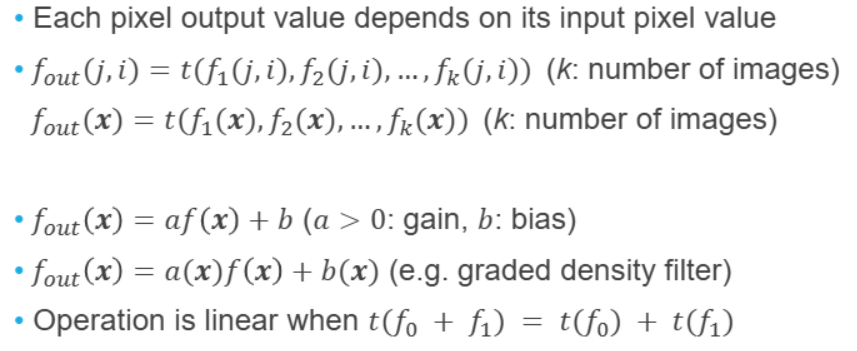 • Each pixel output value depends on its input pixel value
• f_out(j, i) = t(f_1(j, i), f_2(j, i), … , f_k(j, i)) (k: number of images)
f_out(x) = t(f_1(x), f_2(x), … , f_k(x)) (k: number of images)
• f_out(x) = af(x) + b (a > 0: gain, b: bias)
• f_out(x) = a(x)f(x) + b(x) (e.g. graded density filter)
• Operation is linear when t(f_0 + f_1) = t(f_0) + t(f_1)